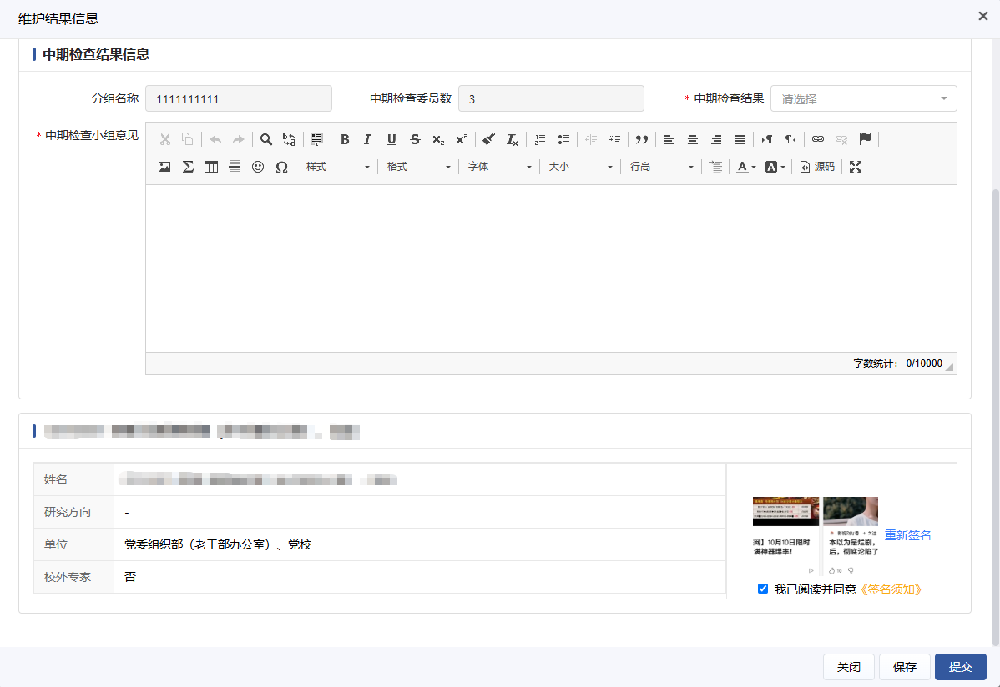 维护结果信息
中期检查结果信息
分组名称 1111111111 中期检查委员数 3 * 中期检查结果 请选择
* 中期检查小组意见
样式 格式 字体 大小 行高 源码
字数统计： 0/10000
姓名
研究方向 -
单位 党委组织部（老干部办公室）、党校
校外专家 否
网】10月10日限时
满神器爆率！
本以为是烂剧，
后，彻底沦陷了
重新签名
我已阅读并同意《签名须知》
关闭 保存 提交